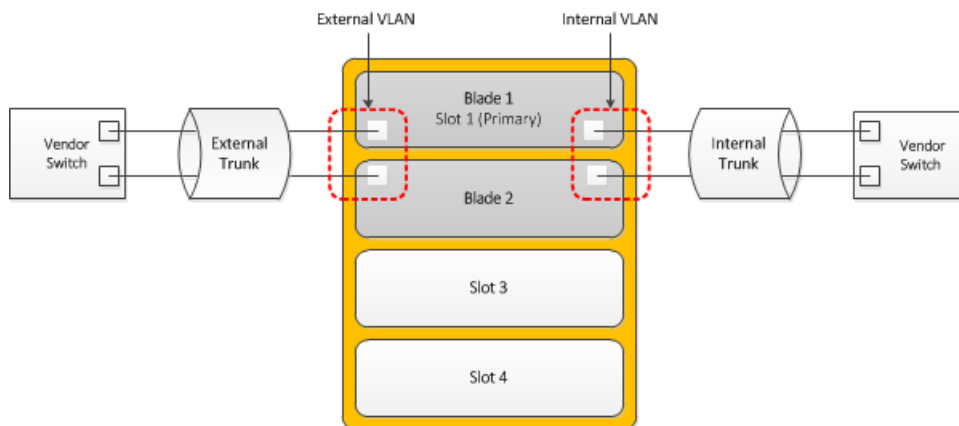 External VLAN
Internal VLAN
Blade 1
Slot 1 (Primary)
Vendor
Switch
External
Trunk
Internal
Trunk
Vendor
Switch
Blade 2
Slot 3
Slot 4